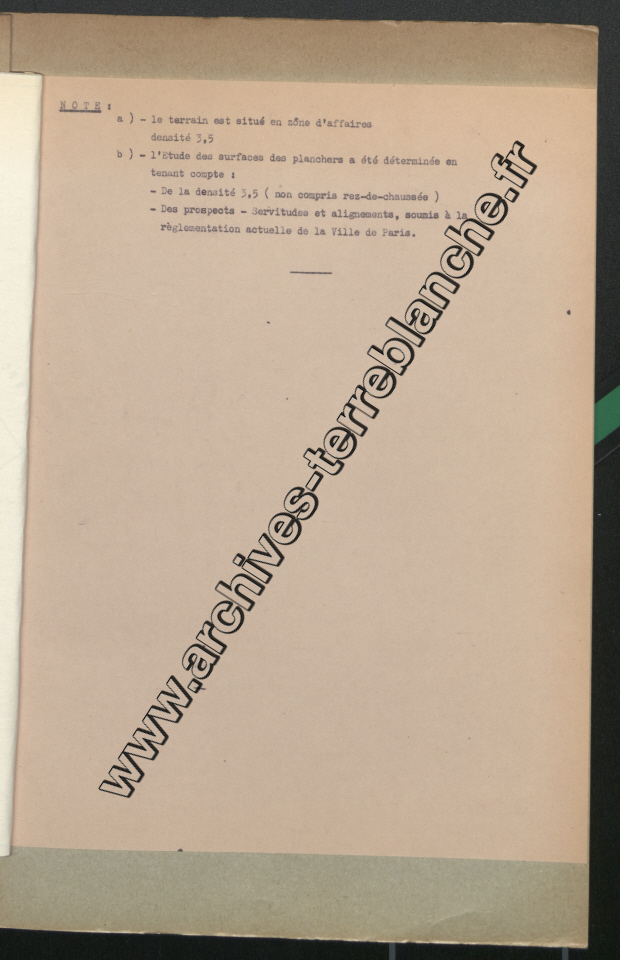 NOTE :
a ) - le terrain est situé en zône d'affaires
densité 3,5
b ) - l'Etude des surfaces des planchers a été déterminée en
tenant compte :
- De la densité 3,5 ( non compris rez-de-chaussée )
- Des prospects - Servitudes et alignements, soumis à la
règlementation actuelle de la Ville de Paris.
www.archives-terreblanche.fr